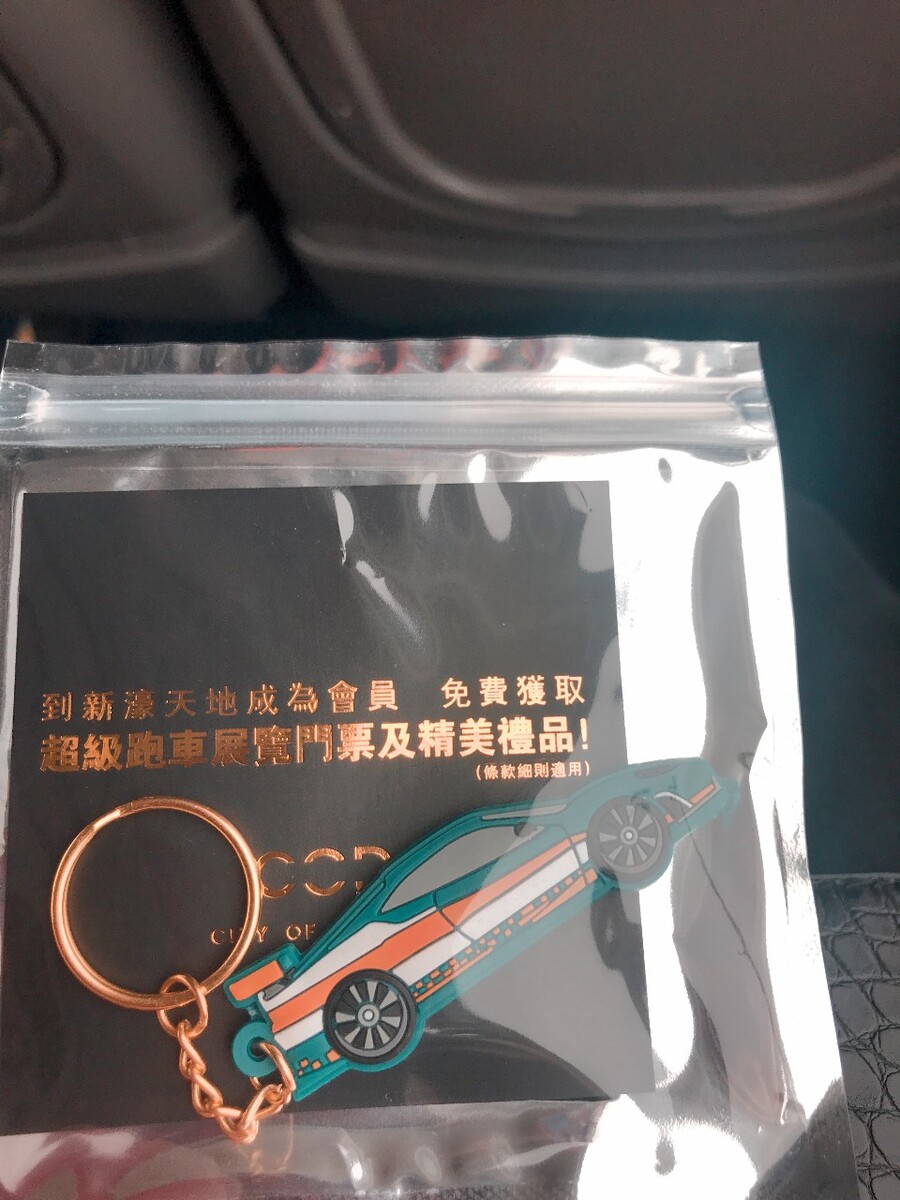 到新濠天地成為會員 免費獲取
超級跑車展覽門票及精美禮品!
(條款細則適用)
OF